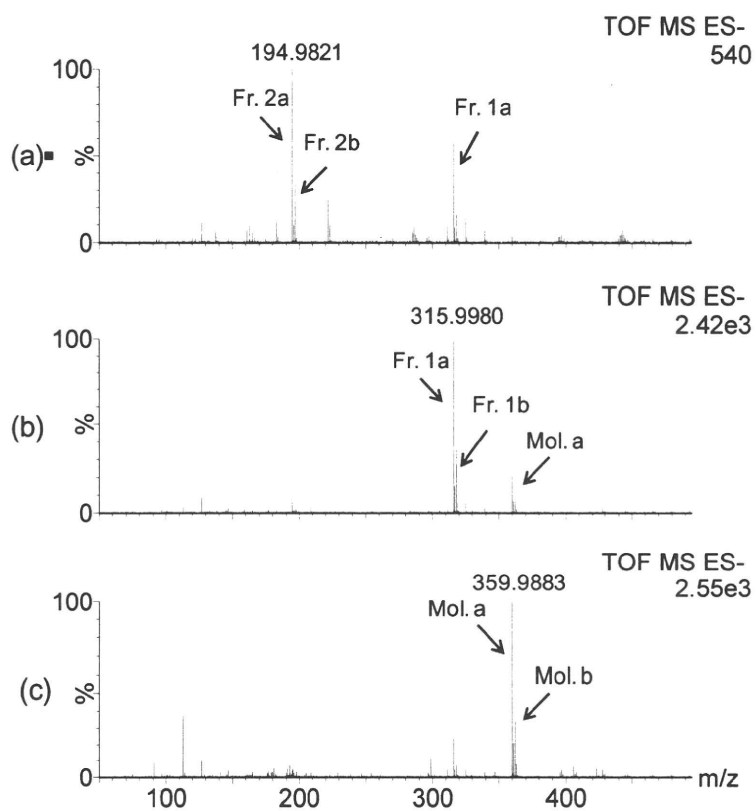 TOF MS ES-
540
194.9821
100
Fr. 2a
Fr. 2b
Fr. 1a
(a)
%
0
TOF MS ES-
2.42e3
315.9980
100
Fr. 1a
Fr. 1b
Mol. a
(b)
%
0
TOF MS ES-
2.55e3
359.9883
100
Mol. a
Mol. b
(c)
%
0
100 200 300 400 m/z